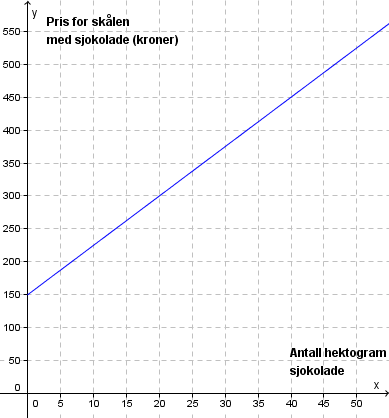 y
Pris for skålen
med sjokolade (kroner)
550
500
450
400
350
300
250
200
150
100
50
Antall hektogram
sjokolade
x
0
0 5 10 15 20 25 30 35 40 45 50